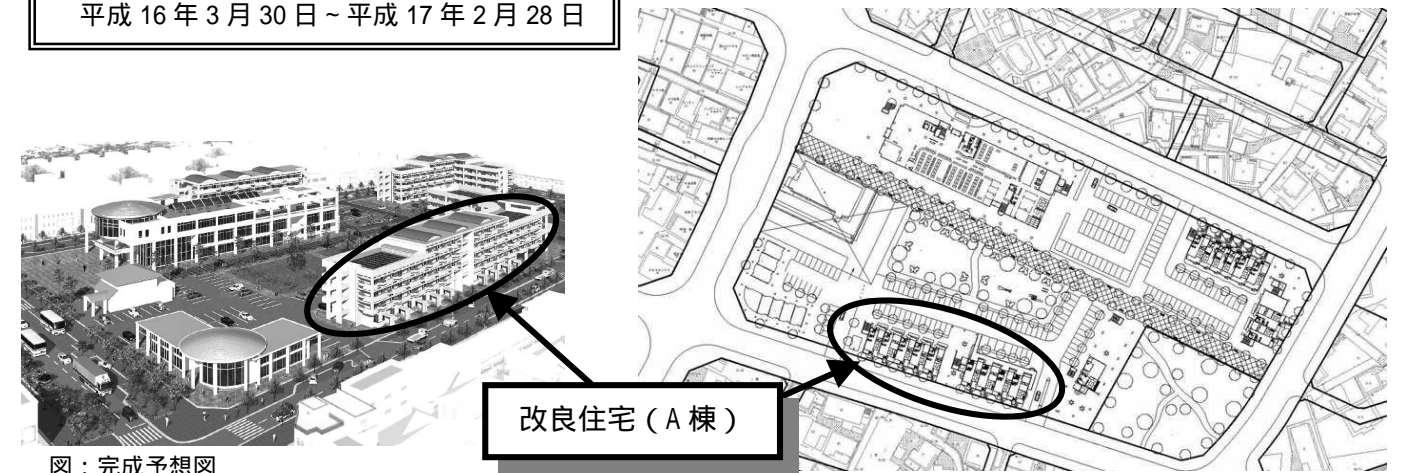 平成 16 年 3 月 30 日 ~ 平成 17 年 2 月 28 日
改良住宅 ( A 棟 )
図 : 完成予想図